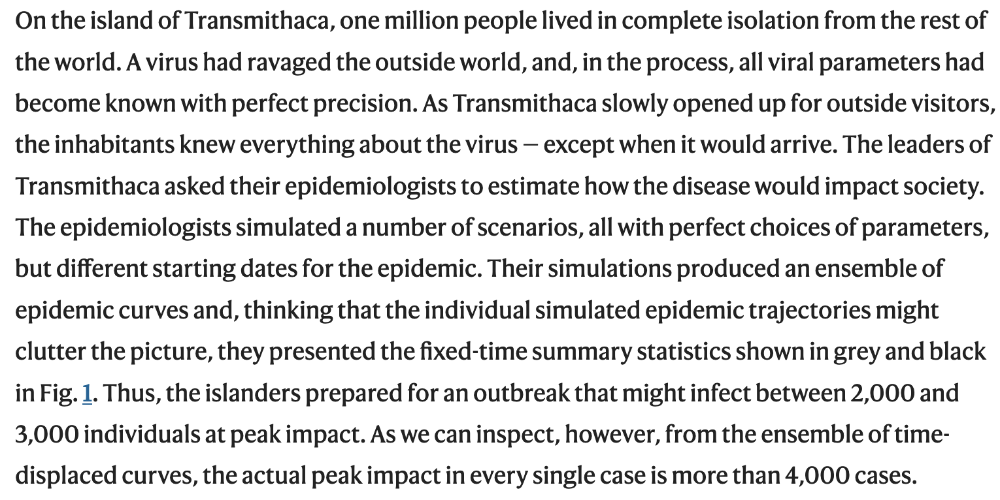 On the island of Transmithaca, one million people lived in complete isolation from the rest of
the world. A virus had ravaged the outside world, and, in the process, all viral parameters had
become known with perfect precision. As Transmithaca slowly opened up for outside visitors,
the inhabitants knew everything about the virus – except when it would arrive. The leaders of
Transmithaca asked their epidemiologists to estimate how the disease would impact society.
The epidemiologists simulated a number of scenarios, all with perfect choices of parameters,
but different starting dates for the epidemic. Their simulations produced an ensemble of
epidemic curves and, thinking that the individual simulated epidemic trajectories might
clutter the picture, they presented the fixed-time summary statistics shown in grey and black
in Fig. 1. Thus, the islanders prepared for an outbreak that might infect between 2,000 and
3,000 individuals at peak impact. As we can inspect, however, from the ensemble of time-
displaced curves, the actual peak impact in every single case is more than 4,000 cases.